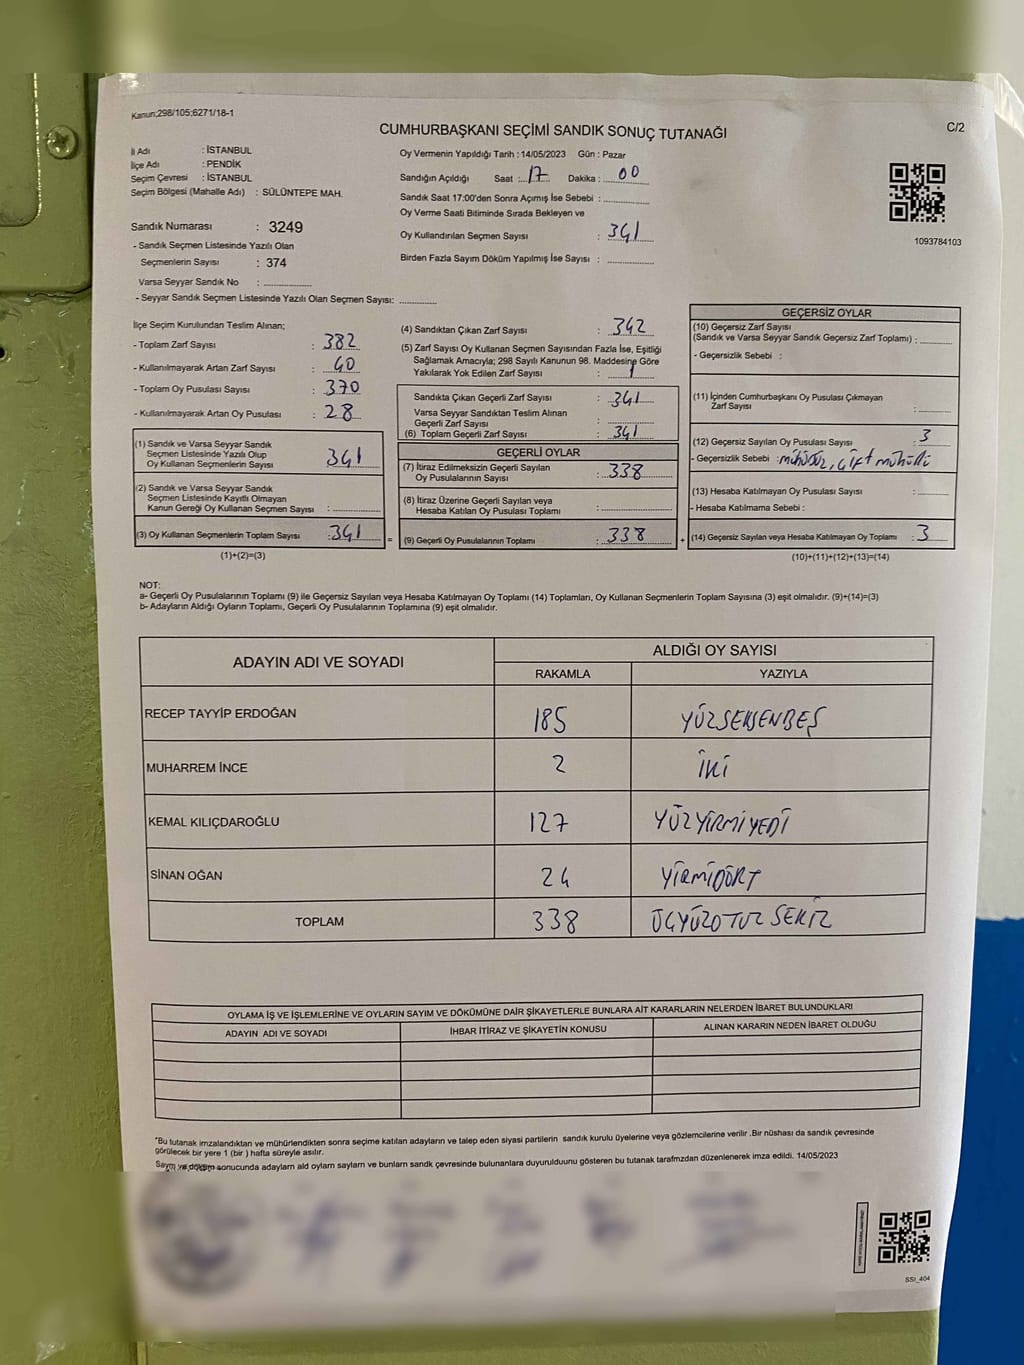 Kanun;298/105;6271/18-1
CUMHURBAŞKANI SEÇİMİ SANDIK SONUÇ TUTANAĞI
C/2
İl Adı : İSTANBUL
İlçe Adı : PENDİK
Seçim Çevresi : İSTANBUL
Seçim Bölgesi (Mahalle Adı) : SÜLÜNTEPE MAH.
Sandık Numarası : 3249
- Sandık Seçmen Listesinde Yazılı Olan
Seçmenlerin Sayısı : 374
Varsa Seyyar Sandık No :
- Seyyar Sandık Seçmen Listesinde Yazılı Olan Seçmen Sayısı:
Oy Vermenin Yapıldığı Tarih : 14/05/2023 Gün : Pazar
Sandığın Açıldığı Saat : 17 Dakika : 00
Sandık Saat 17:00'den Sonra Açımış İse Sebebi :
Oy Verme Saati Bitiminde Sırada Bekleyen ve
Oy Kullandırılan Seçmen Sayısı : 341
Birden Fazla Sayım Döküm Yapılmış İse Sayısı :
1093784103
İlçe Seçim Kurulundan Teslim Alınan;
- Toplam Zarf Sayısı : 382
- Kullanılmayarak Artan Zarf Sayısı : 40
- Toplam Oy Pusulası Sayısı : 370
- Kullanılmayarak Artan Oy Pusulası : 28
(1) Sandık ve Varsa Seyyar Sandık
Seçmen Listesinde Yazılı Olup
Oy Kullanan Seçmenlerin Sayısı 341
(2) Sandık ve Varsa Seyyar Sandık
Seçmen Listesinde Kayıtlı Olmayan
Kanun Gereği Oy Kullanan Seçmen Sayısı :
(3) Oy Kullanan Seçmenlerin Toplam Sayısı :341
(1)+(2)=(3)
=
(4) Sandıktan Çıkan Zarf Sayısı : 342
(5) Zarf Sayısı Oy Kullanan Seçmen Sayısından Fazla İse, Eşitliği
Sağlamak Amacıyla; 298 Sayılı Kanunun 98. Maddesine Göre
Yakılarak Yok Edilen Zarf Sayısı : 1
Sandıkta Çıkan Geçerli Zarf Sayısı : 341
Varsa Seyyar Sandıktan Teslim Alınan
Geçerli Zarf Sayısı :
(6) Toplam Geçerli Zarf Sayısı : 341
GEÇERLİ OYLAR
(7) İtiraz Edilmeksizin Geçerli Sayılan
Oy Pusulalarının Sayısı : 338
(8) İtiraz Üzerine Geçerli Sayılan veya
Hesaba Katılan Oy Pusulası Toplamı :
(9) Geçerli Oy Pusulalarının Toplamı : 338
+
GEÇERSİZ OYLAR
(10) Geçersiz Zarf Sayısı
(Sandık ve Varsa Seyyar Sandık Geçersiz Zarf Toplamı) :
- Geçersizlik Sebebi :
(11) İçinden Cumhurbaşkanı Oy Pusulası Çıkmayan
Zarf Sayısı :
(12) Geçersiz Sayılan Oy Pusulası Sayısı : 3
- Geçersizlik Sebebi : çift mühürlü
(13) Hesaba Katılmayan Oy Pusulası Sayısı :
- Hesaba Katılmama Sebebi :
(14) Geçersiz Sayılan veya Hesaba Katılmayan Oy Toplamı : 3
(10)+(11)+(12)+(13)=(14)
NOT:
a- Geçerli Oy Pusulalarının Toplamı (9) ile Geçersiz Sayılan veya Hesaba Katılmayan Oy Toplamı (14) Toplamları, Oy Kullanan Seçmenlerin Toplam Sayısına (3) eşit olmalıdır. (9)+(14)=(3)
b- Adayların Aldığı Oyların Toplamı, Geçerli Oy Pusulalarının Toplamına (9) eşit olmalıdır.
ADAYIN ADI VE SOYADI
ALDIĞI OY SAYISI
RAKAMLA YAZIYLA
RECEP TAYYİP ERDOĞAN 185 YÜZSEKSENBEŞ
MUHARREM İNCE 2 İKİ
KEMAL KILIÇDAROĞLU 127 YÜZYİRMİYEDİ
SİNAN OĞAN 24 YİRMİDÖRT
TOPLAM 338 ÜÇYÜZOTUZSEKİZ
OYLAMA İŞ VE İŞLEMLERİNE VE OYLARIN SAYIM VE DÖKÜMÜNE DAİR ŞİKAYETLERLE BUNLARA AİT KARARLARIN NELERDEN İBARET BULUNDUKLARI
ADAYIN ADI VE SOYADI İHBAR İTİRAZ VE ŞİKAYETİN KONUSU ALINAN KARARIN NEDEN İBARET OLDUĞU
*Bu tutanak imzalandıktan ve mühürlendikten sonra seçime katılan adayların ve talep eden siyasi partilerin sandık kurulu üyelerine veya gözlemcilerine verilir .Bir nüshası da sandık çevresinde
görülecek bir yere 1 (bir ) hafta süreyle asılır.
Sayım ve döküm sonucunda adayların ald oyların sayların ve bunların sandk çevresinde bulunanlara duyurulduunu gösteren bu tutanak tarafmzdan düzenlenerek imza edildi. 14/05/2023
SSI_404